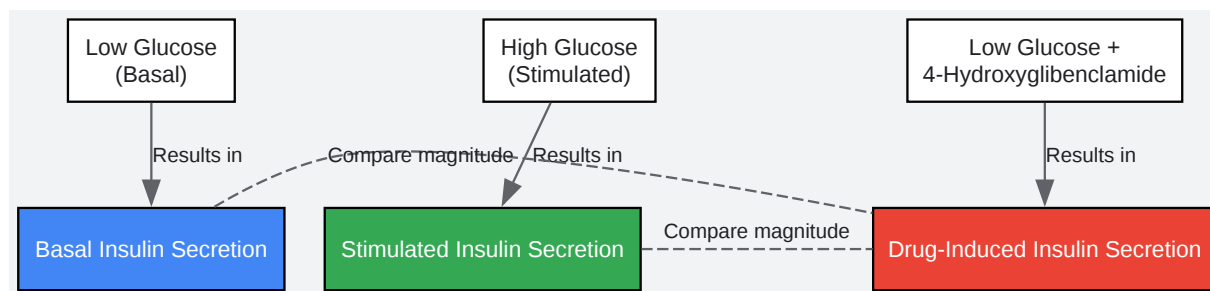 Low Glucose
(Basal)
High Glucose
(Stimulated)
Low Glucose +
4-Hydroxyglibenclamide
Results in
Compare magnitude
Results in
Results in
Compare magnitude
Basal Insulin Secretion
Stimulated Insulin Secretion
Drug-Induced Insulin Secretion